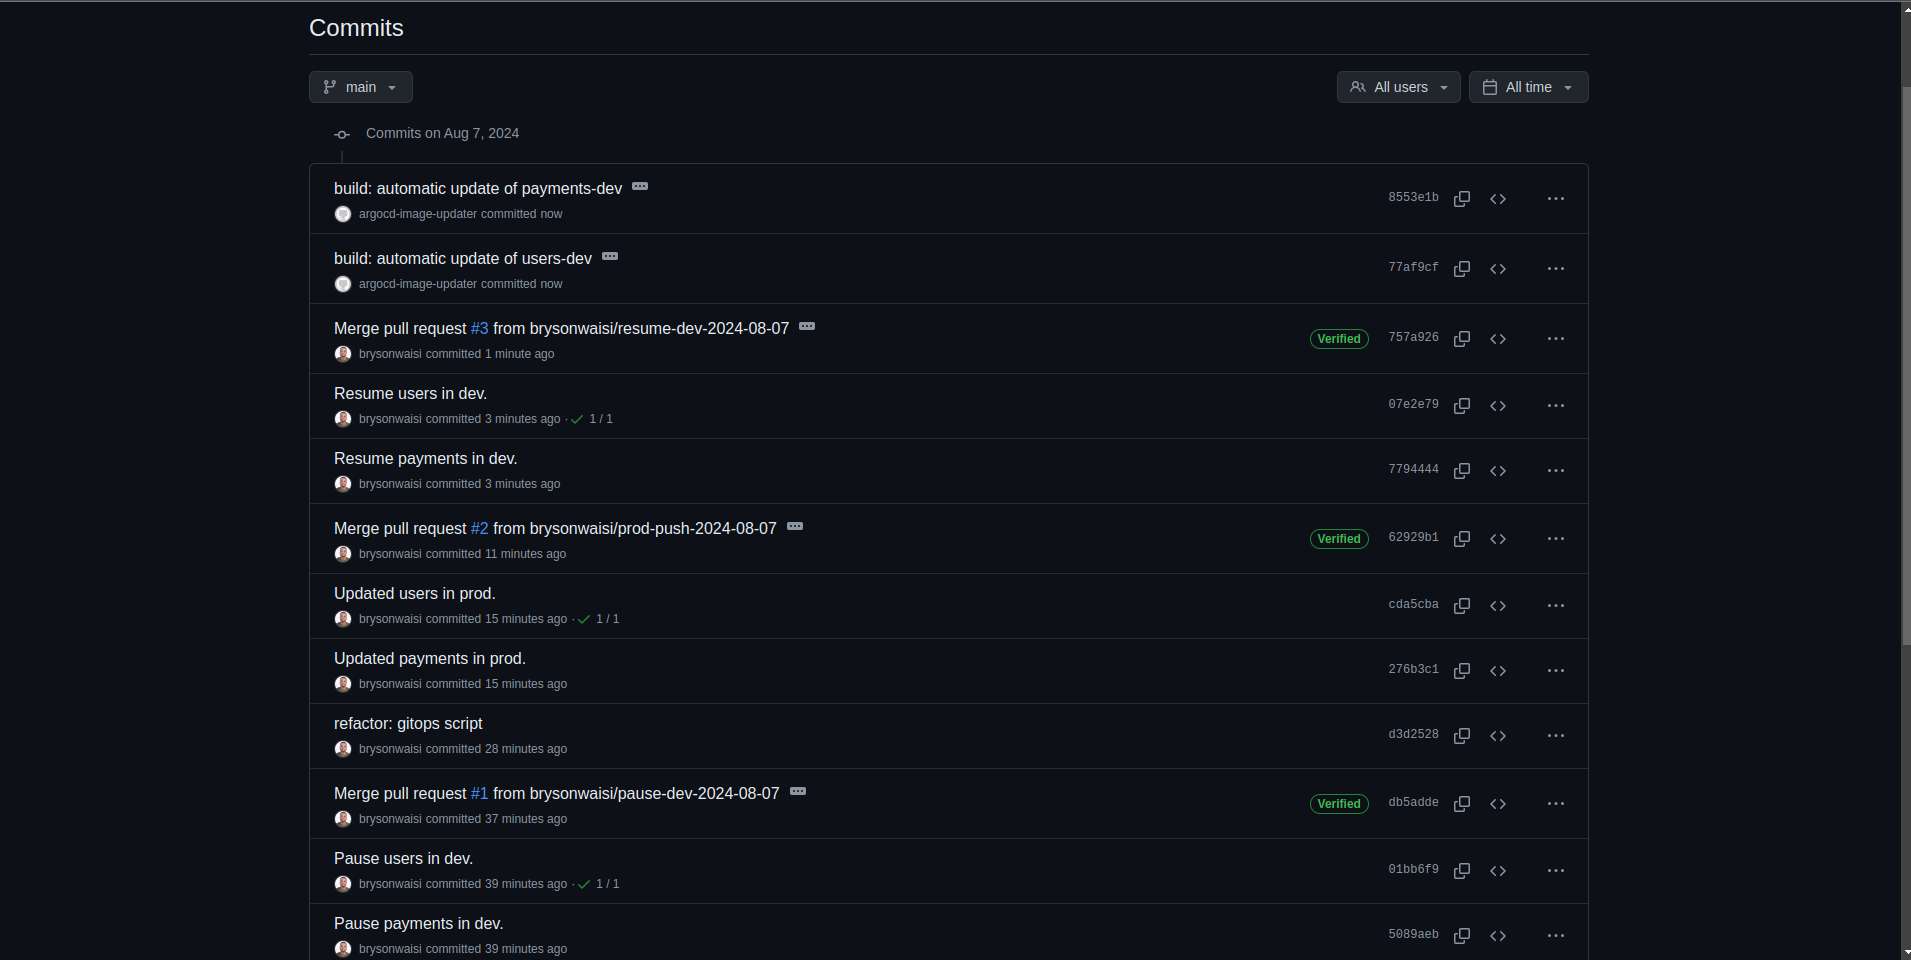 Commits
main
All users
All time
Commits on Aug 7, 2024
build: automatic update of payments-dev
argocd-image-updater committed now
8553e1b
build: automatic update of users-dev
argocd-image-updater committed now
77af9cf
Merge pull request #3 from brysonwaisi/resume-dev-2024-08-07
brysonwaisi committed 1 minute ago
Verified
757a926
Resume users in dev.
brysonwaisi committed 3 minutes ago · 1 / 1
07e2e79
Resume payments in dev.
brysonwaisi committed 3 minutes ago
7794444
Merge pull request #2 from brysonwaisi/prod-push-2024-08-07
brysonwaisi committed 11 minutes ago
Verified
62929b1
Updated users in prod.
brysonwaisi committed 15 minutes ago · 1 / 1
cda5cba
Updated payments in prod.
brysonwaisi committed 15 minutes ago
276b3c1
refactor: gitops script
brysonwaisi committed 28 minutes ago
d3d2528
Merge pull request #1 from brysonwaisi/pause-dev-2024-08-07
brysonwaisi committed 37 minutes ago
Verified
db5adde
Pause users in dev.
brysonwaisi committed 39 minutes ago · 1 / 1
01bb6f9
Pause payments in dev.
brysonwaisi committed 39 minutes ago
5089aeb